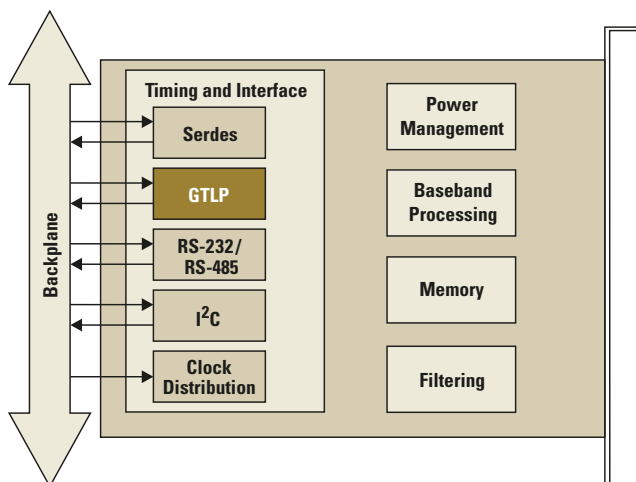 Backplane
Timing and Interface
Serdes
GTLP
RS-232/
RS-485
I²C
Clock
Distribution
Power
Management
Baseband
Processing
Memory
Filtering